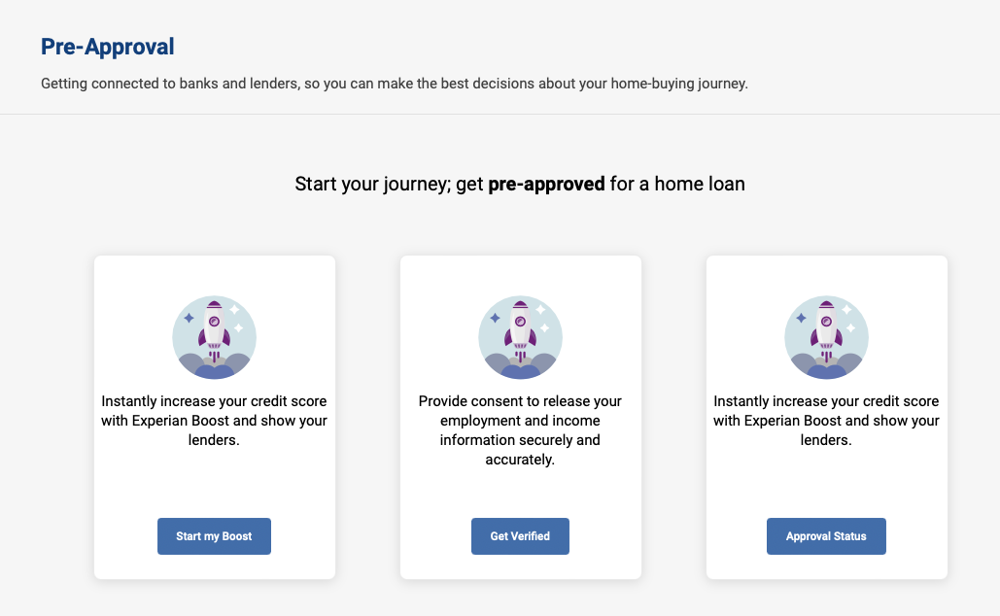 Pre-Approval
Getting connected to banks and lenders, so you can make the best decisions about your home-buying journey.
Start your journey; get pre-approved for a home loan
Instantly increase your credit score
with Experian Boost and show your
lenders.
Start my Boost
Provide consent to release your
employment and income
information securely and
accurately.
Get Verified
Instantly increase your credit score
with Experian Boost and show your
lenders.
Approval Status